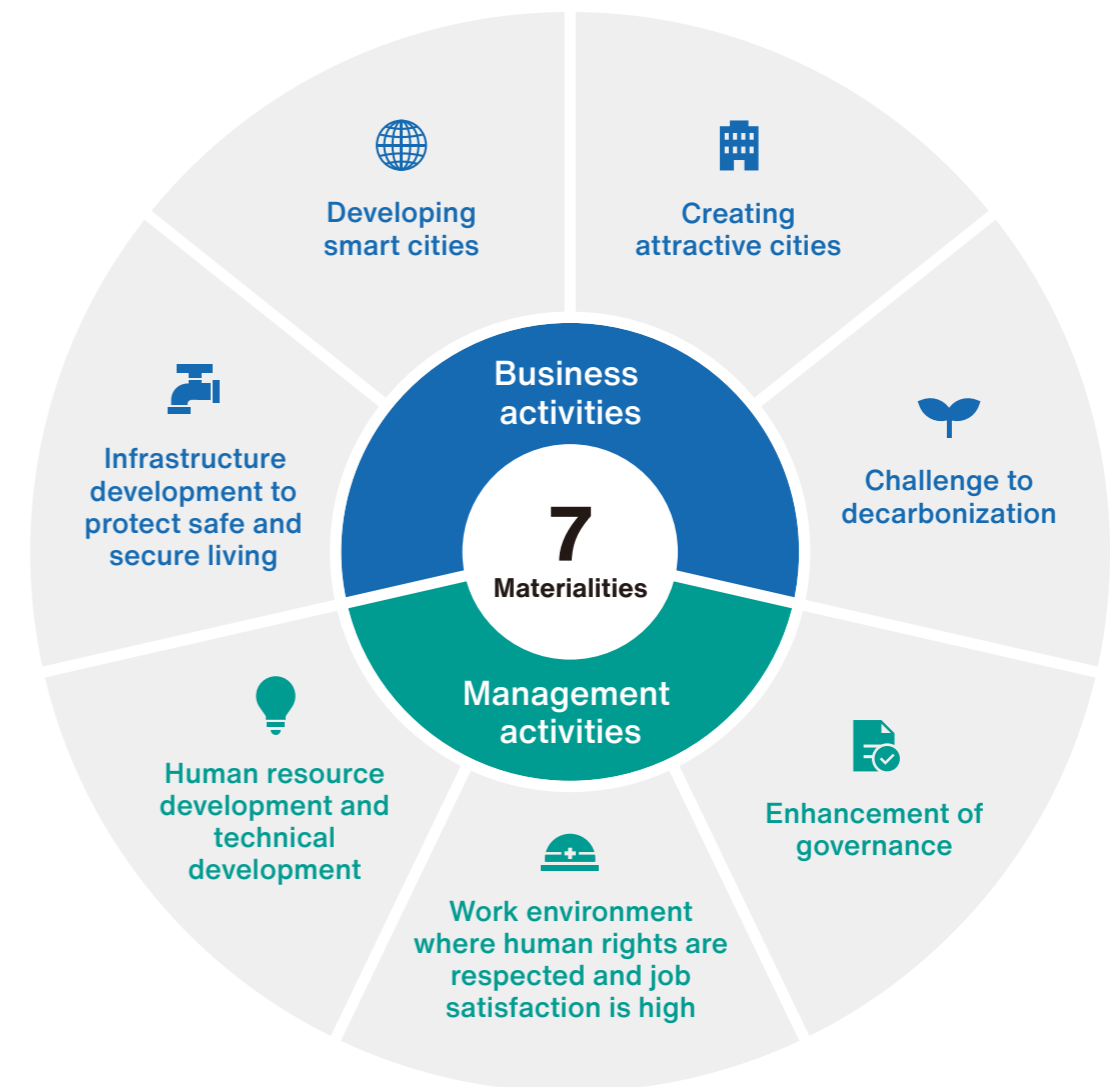 Developing
smart cities
Creating
attractive cities
Business
activities
Infrastructure
development to
protect safe and
secure living
Challenge to
decarbonization
7
Materialities
Management
activities
Human resource
development and
technical
development
Enhancement of
governance
Work environment
where human rights are
respected and job
satisfaction is high